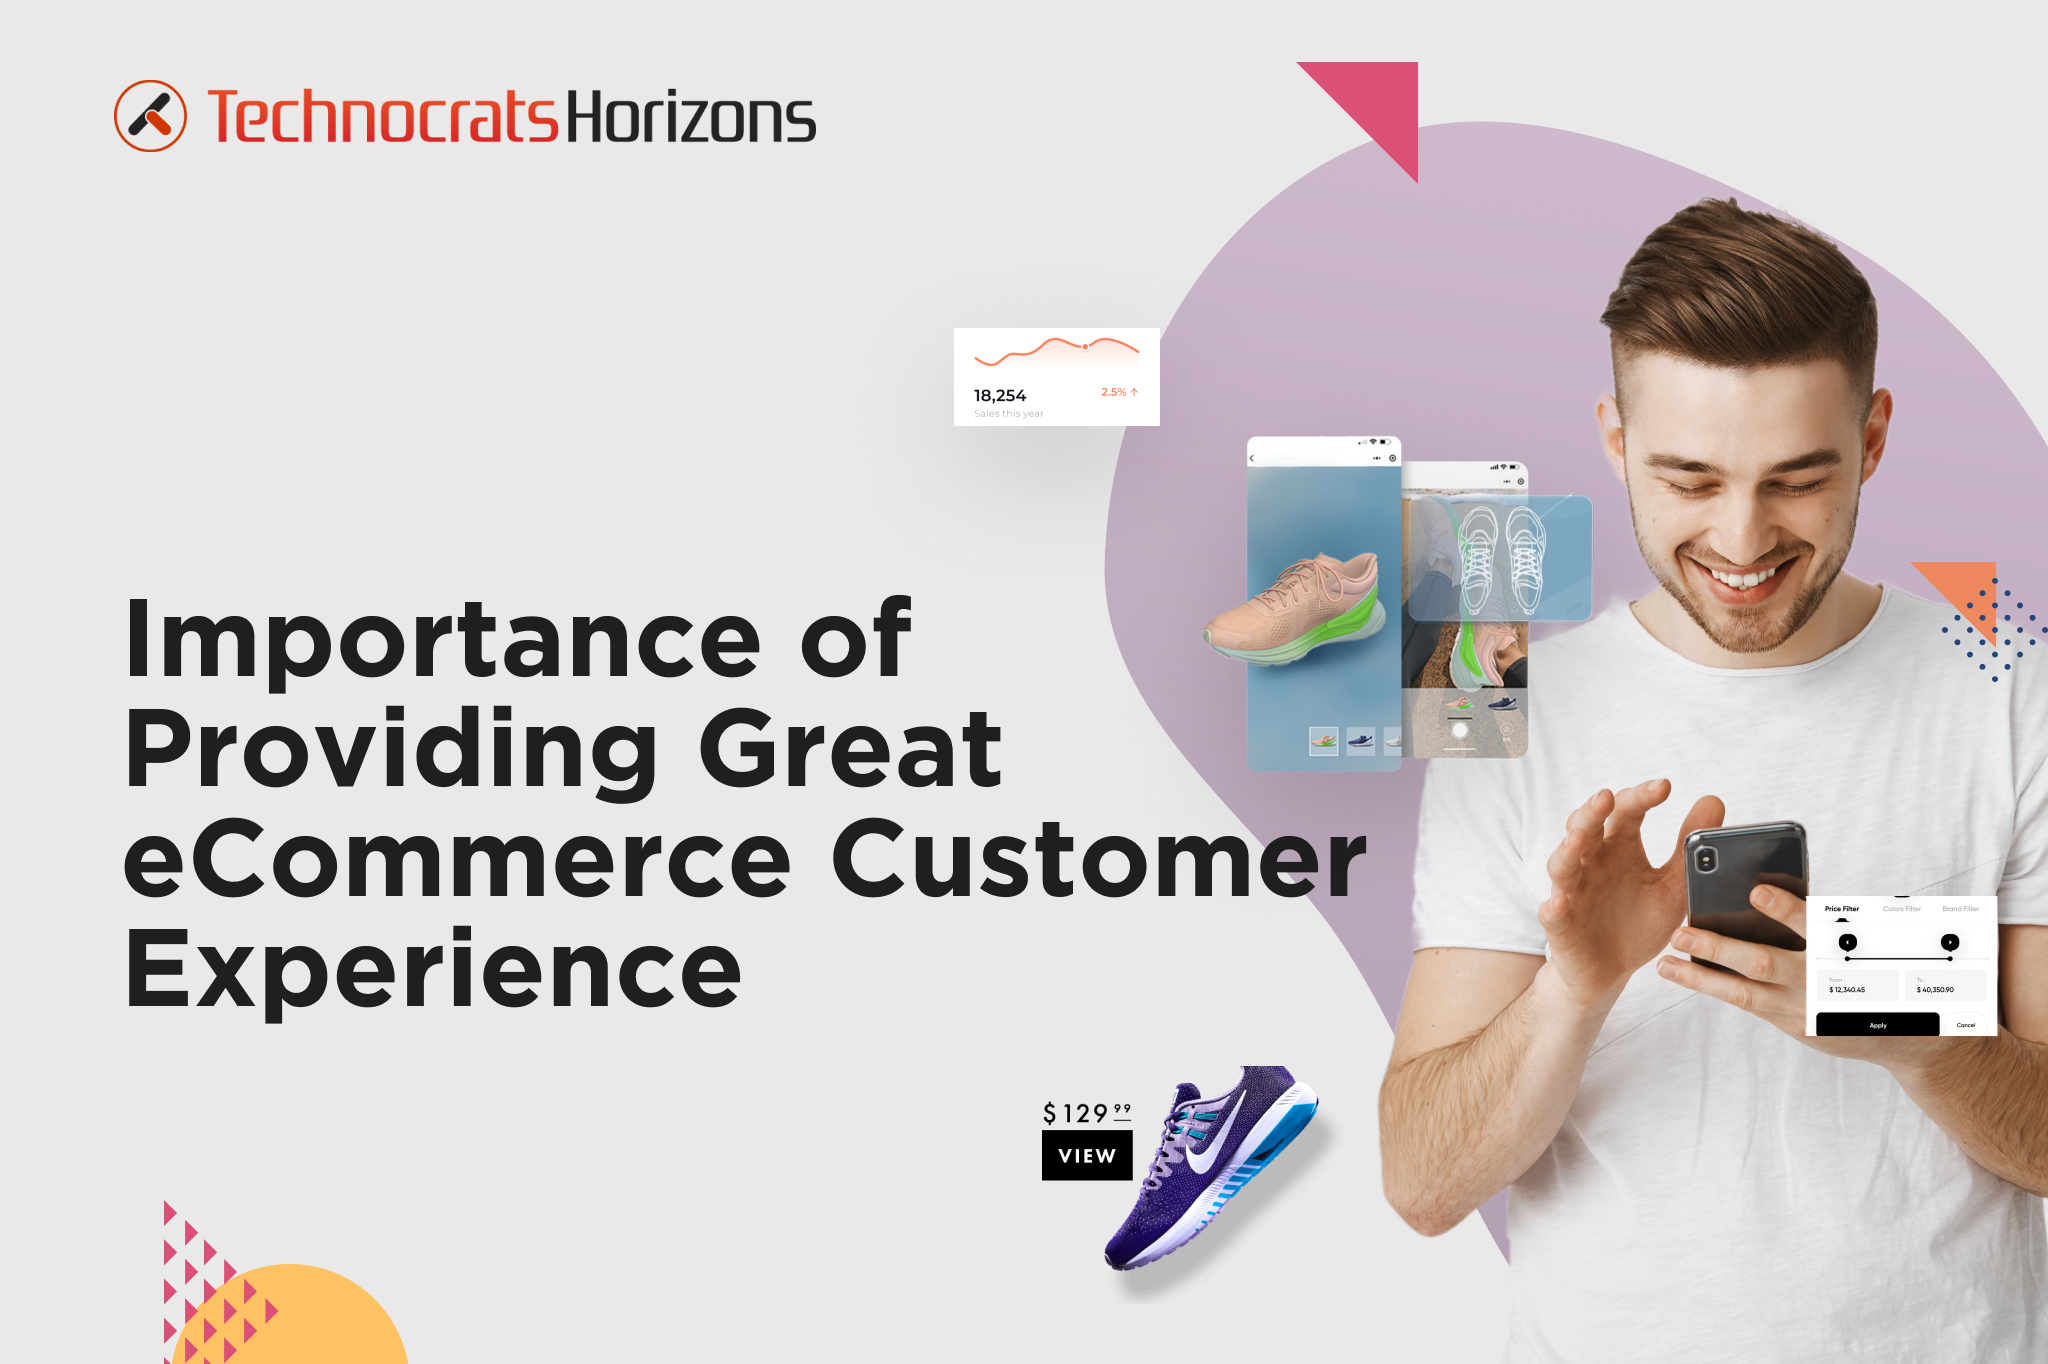 Technocrats Horizons
18,254
2.5% ↑
Sales this year
Importance of
Providing Great
eCommerce Customer
Experience
Price Filter
Colors Filter
Brand Filter
From :
To :
$ 12,340.45
$ 40,350.90
Apply
Cancel
$ 129 99
VIEW